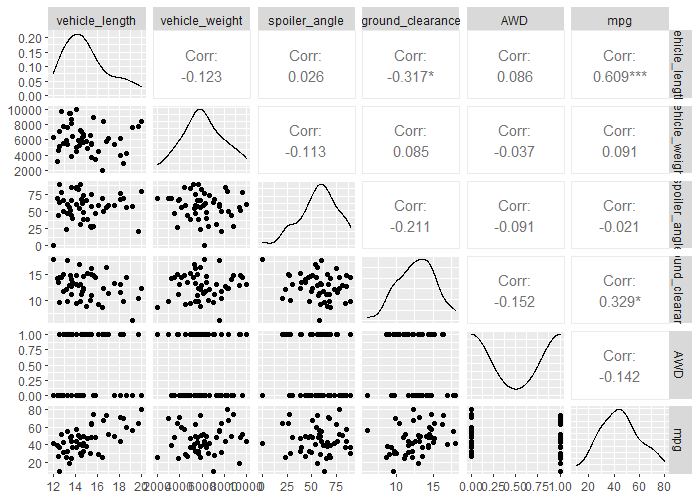 vehicle_length vehicle_weight spoiler_angle ground_clearance AWD mpg
0.20
0.15
0.10
0.05
0.00
Corr:
-0.123
Corr:
0.026
Corr:
-0.317*
Corr:
0.086
Corr:
0.609***
ehicle_length
10000
8000
6000
4000
2000
Corr:
-0.113
Corr:
0.085
Corr:
-0.037
Corr:
0.091
ehicle_weigh
75
50
25
0
Corr:
-0.211
Corr:
-0.091
Corr:
-0.021
spoiler_angle
15
10
Corr:
-0.152
Corr:
0.329*
ound_clearan
1.00
0.75
0.50
0.25
0.00
Corr:
-0.142
AWD
80
60
40
20
mpg
12 14 16 18 20 2000 4000 6000 8000 10000 0 25 50 75 10 15 0.00 0.25 0.50 0.75 1.00 20 40 60 80